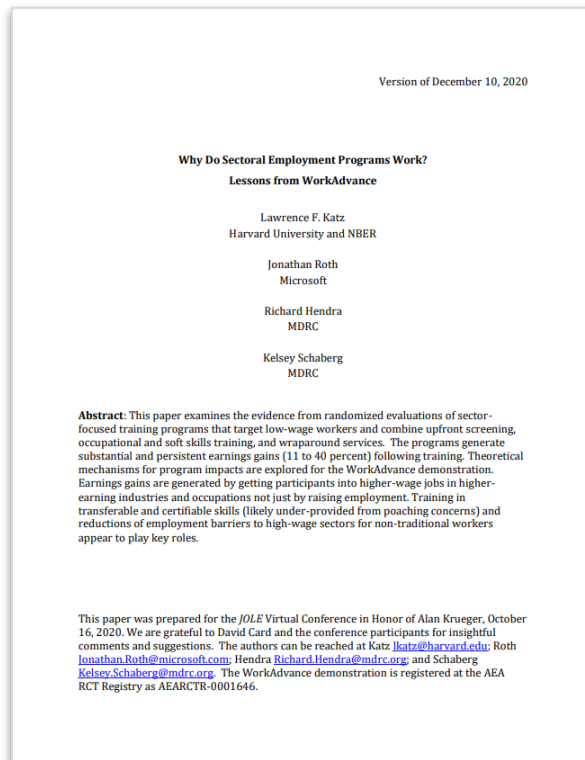 Version of December 10, 2020
Why Do Sectoral Employment Programs Work?
Lessons from WorkAdvance
Lawrence F. Katz
Harvard University and NBER
Jonathan Roth
Microsoft
Richard Hendra
MDRC
Kelsey Schaberg
MDRC
Abstract: This paper examines the evidence from randomized evaluations of sector-
focused training programs that target low-wage workers and combine upfront screening,
occupational and soft skills training, and wraparound services.  The programs generate
substantial and persistent earnings gains (11 to 40 percent) following training. Theoretical
mechanisms for program impacts are explored for the WorkAdvance demonstration.
Earnings gains are generated by getting participants into higher-wage jobs in higher-
earning industries and occupations not just by raising employment. Training in
transferable and certifiable skills (likely under-provided from poaching concerns) and
reductions of employment barriers to high-wage sectors for non-traditional workers
appear to play key roles.
This paper was prepared for the JOLE Virtual Conference in Honor of Alan Krueger, October
16, 2020. We are grateful to David Card and the conference participants for insightful
comments and suggestions.  The authors can be reached at Katz lkatz@harvard.edu; Roth
Jonathan.Roth@microsoft.com; Hendra Richard.Hendra@mdrc.org; and Schaberg
Kelsey.Schaberg@mdrc.org.  The WorkAdvance demonstration is registered at the AEA
RCT Registry as AEARCTR-0001646.